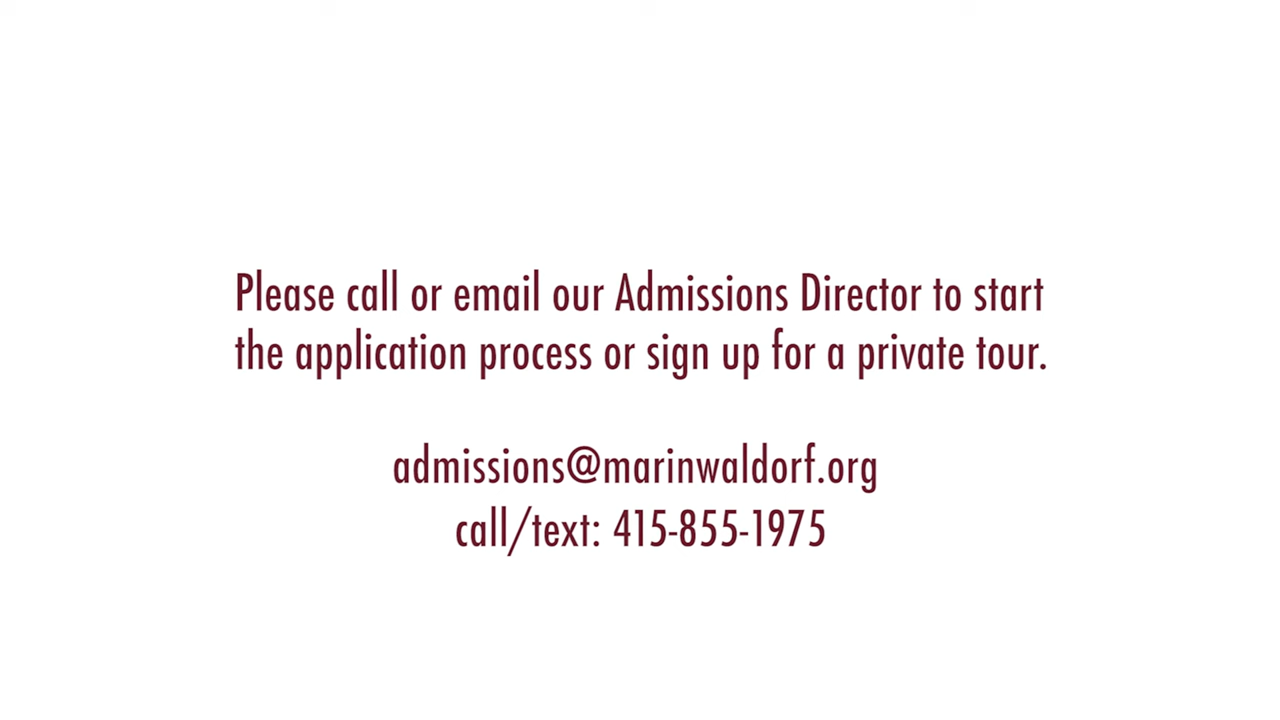 Please call or email our Admissions Director to start
the application process or sign up for a private tour.
admissions@marinwaldorf.org
call/text: 415-855-1975